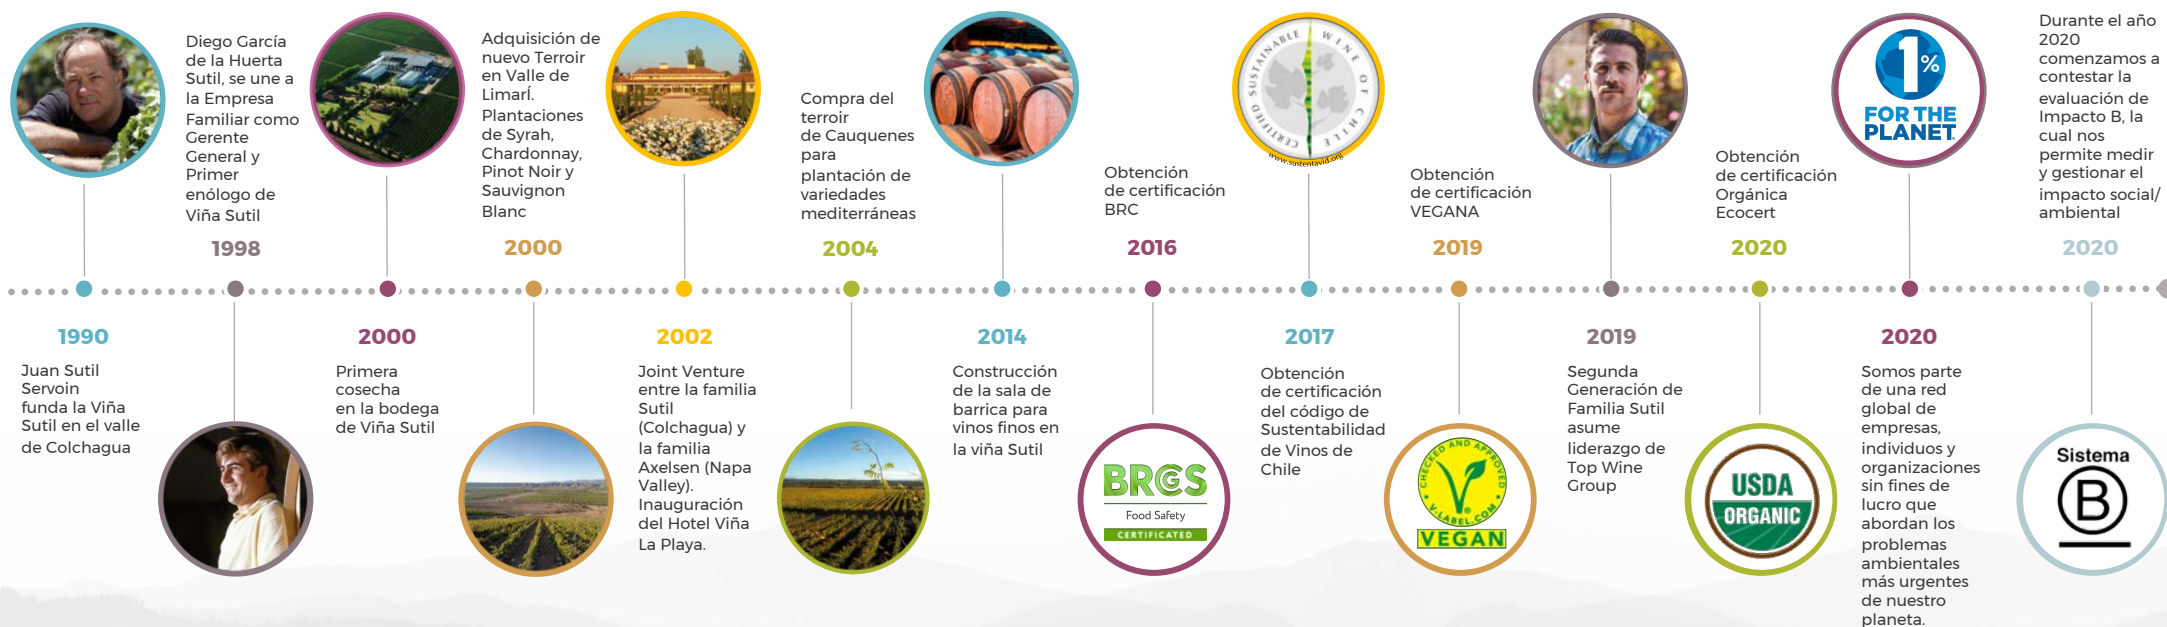 Juan Sutil
Servoin
funda la Viña
Sutil en el valle
de Colchagua
1990
Diego García
de la Huerta
Sutil, se une a
la Empresa
Familiar como
Gerente
General y
Primer
enólogo de
Viña Sutil
1998
2000
Primera
cosecha
en la bodega
de Viña Sutil
Adquisición de
nuevo Terroir
en Valle de
Limarí.
Plantaciones
de Syrah,
Chardonnay,
Pinot Noir y
Sauvignon
Blanc
2000
2002
Joint Venture
entre la familia
Sutil
(Colchagua) y
la familia
Axelsen (Napa
Valley).
Inauguración
del Hotel Viña
La Playa.
Compra del
terroir
de Cauquenes
para
plantación de
variedades
mediterráneas
2004
2014
Construcción
de la sala de
barrica para
vinos finos en
la viña Sutil
Obtención
de certificación
BRC
2016
BRCGS
Food Safety
CERTIFICATED
CERTIFIED SUSTAINABLE
WINE OF CHILE
www.sustentavid.org
2017
Obtención
de certificación
del código de
Sustentabilidad
de Vinos de
Chile
Obtención
de certificación
VEGANA
2019
CHECKED AND APPROVED
V-LABEL.COM
VEGAN
2019
Segunda
Generación de
Familia Sutil
asume
liderazgo de
Top Wine
Group
Obtención
de certificación
Orgánica
Ecocert
2020
USDA
ORGANIC
1%
FOR THE
PLANET
2020
Somos parte
de una red
global de
empresas,
individuos y
organizaciones
sin fines de
lucro que
abordan los
problemas
ambientales
más urgentes
de nuestro
planeta.
Durante el año
2020
comenzamos a
contestar la
evaluación de
Impacto B, la
cual nos
permite medir
y gestionar el
impacto social/
ambiental
2020
Sistema
B